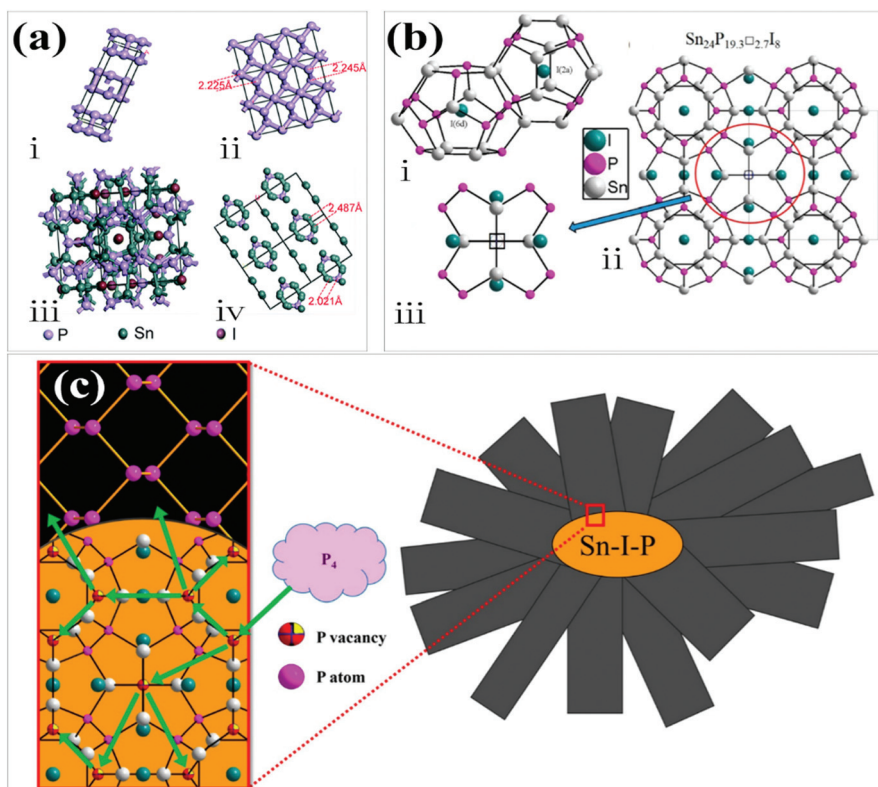 (a)
i
2.225Å
2.245Å
ii
iii
2.487Å
2.021Å
iv
P
Sn
I
(b)
Sn₂₄P₁₉.₃□₂.₇I₈
I(2a)
I(6d)
i
I
P
Sn
ii
iii
(c)
P₄
P vacancy
P atom
Sn-I-P